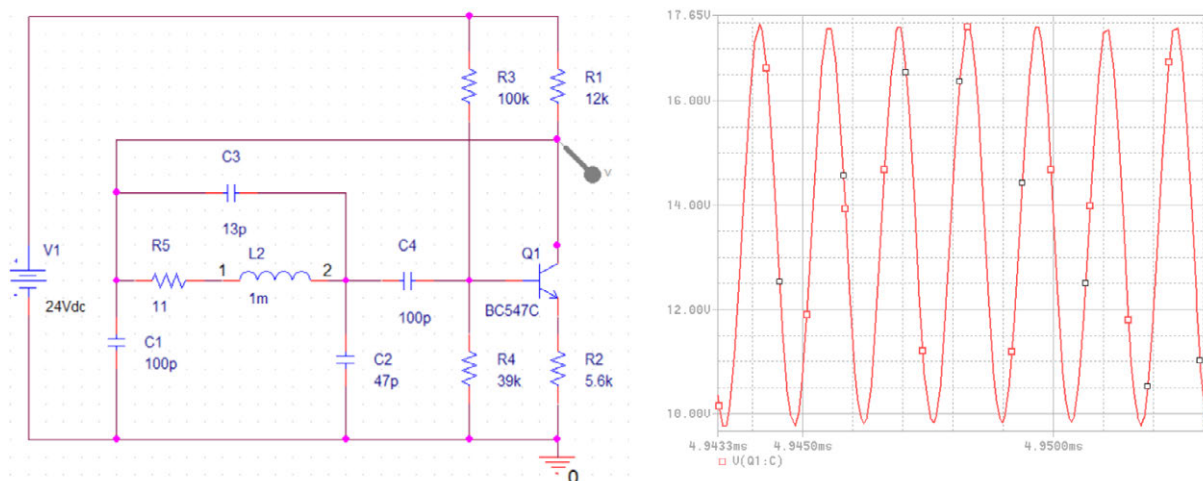 R3
100k
R1
12k
C3
13p
V
V1
24Vdc
R5
11
L2
1
2
1m
C4
100p
Q1
BC547C
C1
100p
C2
47p
R4
39k
R2
5.6k
0
17.65V
16.00V
14.00V
12.00V
10.00V
4.9433ms
4.9450ms
4.9500ms
V(Q1:C)